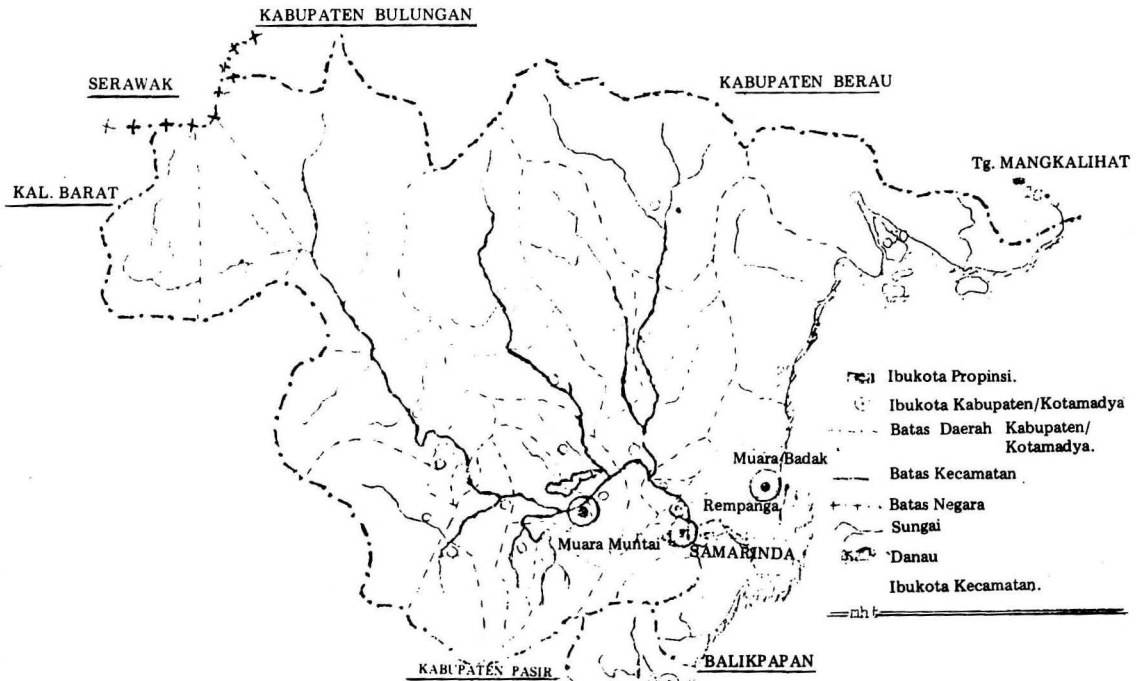 KABUPATEN BULUNGAN
SERAWAK
KABUPATEN BERAU
Tg. MANGKALIHAT
KAL. BARAT
Ibukota Propinsi.
Ibukota Kabupaten/Kotamadya
Batas Daerah Kabupaten/
Kotamadya.
Muara Badak
Batas Kecamatan
Rempanga
Batas Negara
Sungai
Muara Muntai
SAMARINDA
Danau
Ibukota Kecamatan.
nht
BALIKPAPAN
KABUPATEN PASIR